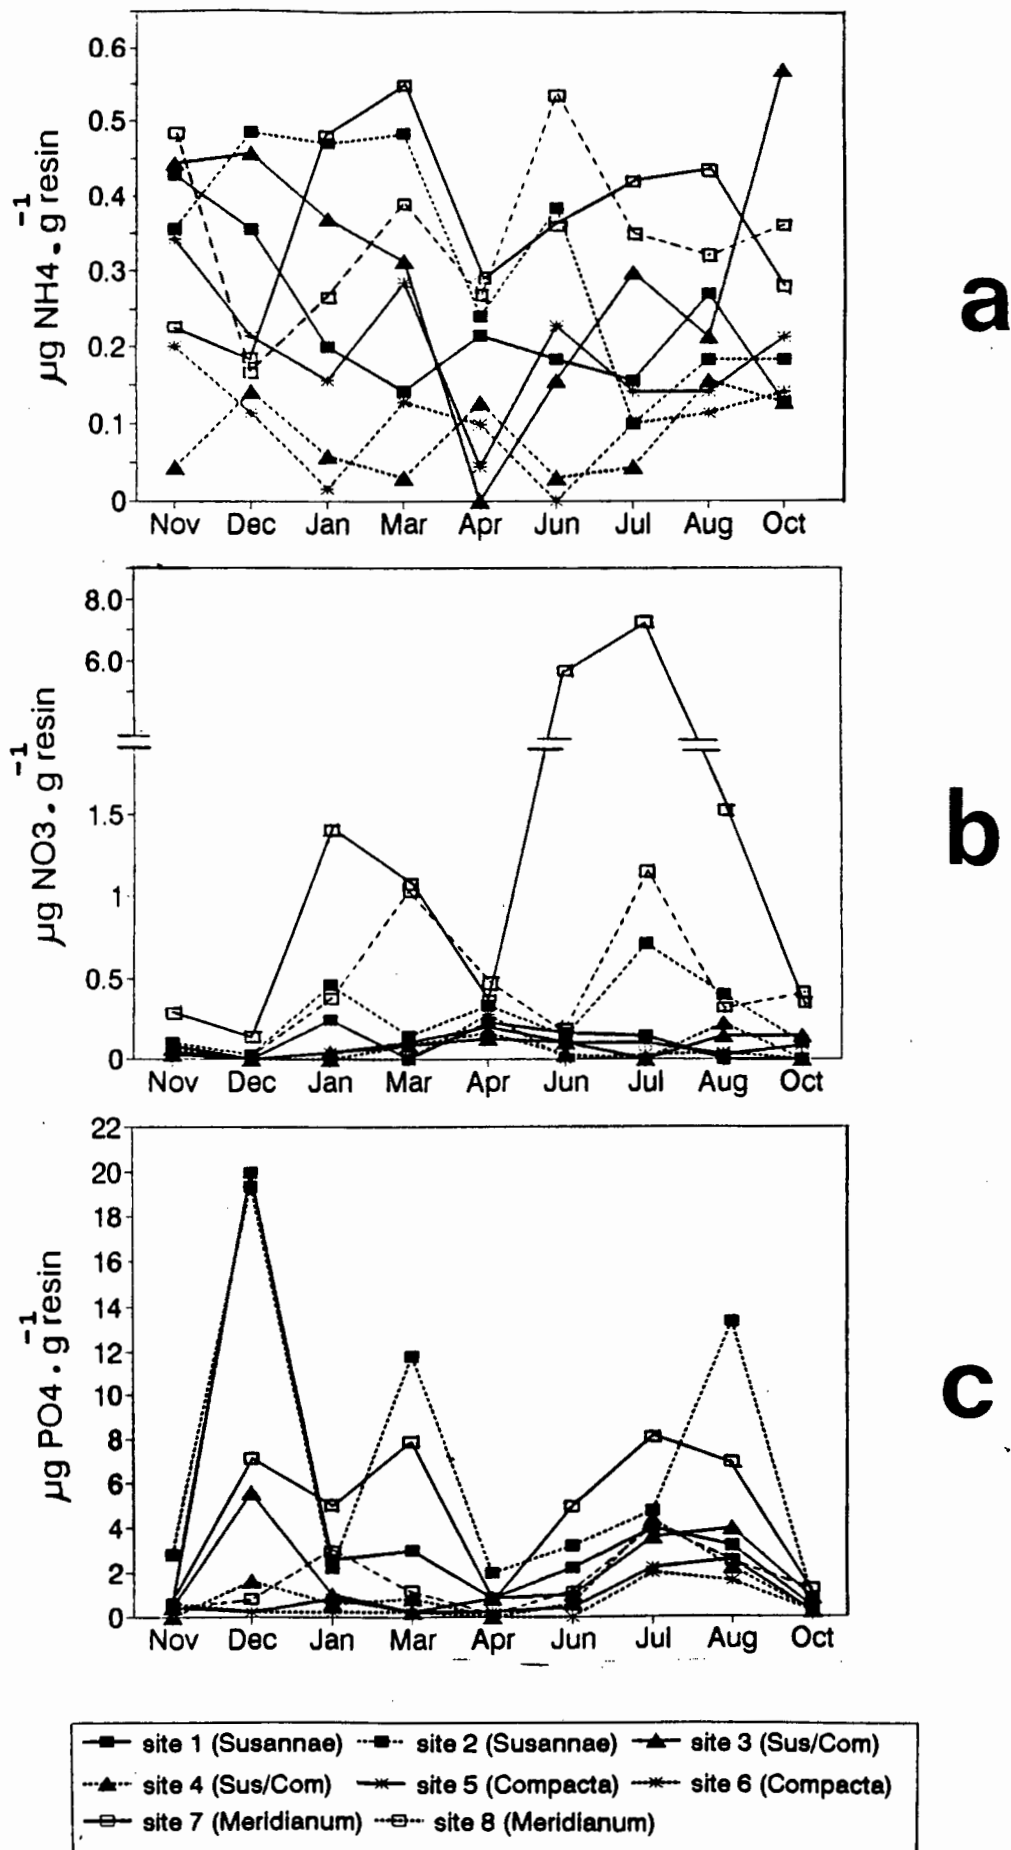 µg NH4 . g⁻¹ resin
0.6
0.5
0.4
0.3
0.2
0.1
0
Nov Dec Jan Mar Apr Jun Jul Aug Oct
a
µg NO3 . g⁻¹ resin
8.0
6.0
1.5
1
0.5
0
Nov Dec Jan Mar Apr Jun Jul Aug Oct
b
µg PO4 . g⁻¹ resin
22
20
18
16
14
12
10
8
6
4
2
0
Nov Dec Jan Mar Apr Jun Jul Aug Oct
c
site 1 (Susannae) site 2 (Susannae) site 3 (Sus/Com)
site 4 (Sus/Com) site 5 (Compacta) site 6 (Compacta)
site 7 (Meridianum) site 8 (Meridianum)